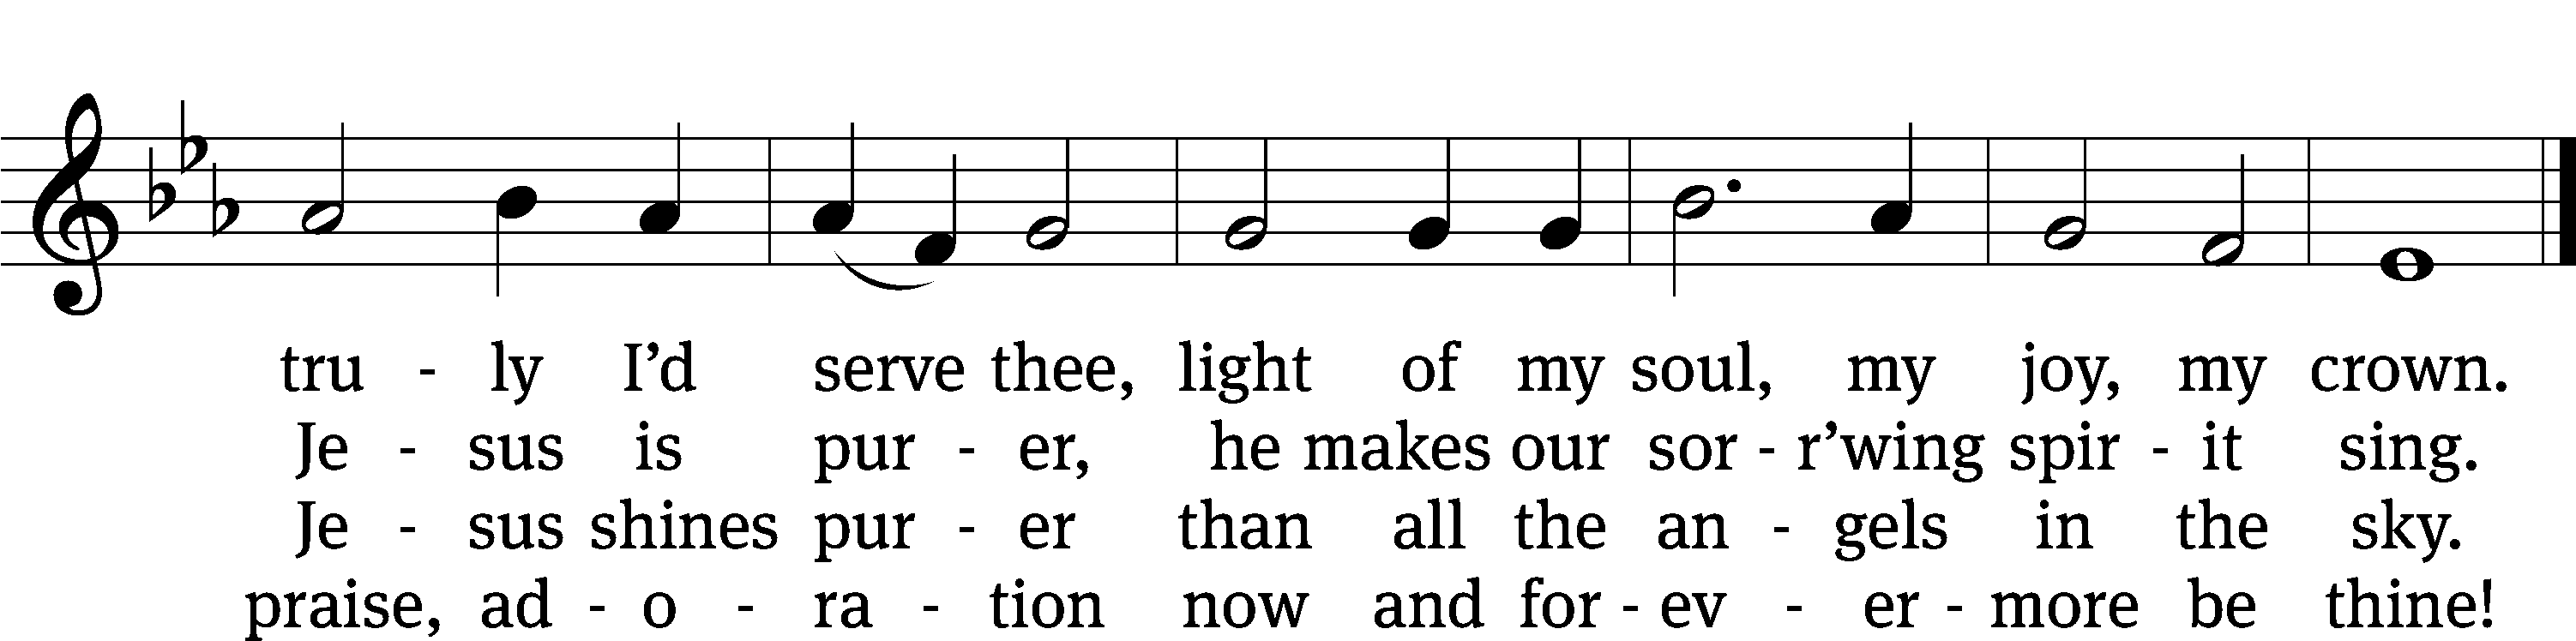 tru - ly I’d serve thee, light of my soul, my joy, my crown.
Je - sus is pur - er, he makes our sor - r’wing spir - it sing.
Je - sus shines pur - er than all the an - gels in the sky.
praise, ad - o - ra - tion now and for - ev - er - more be thine!